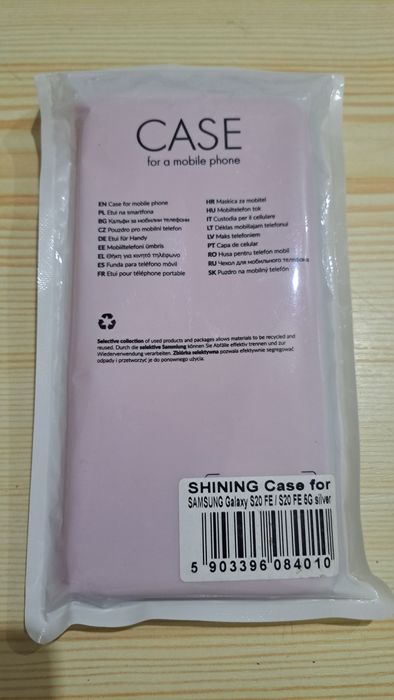 CASE
for a mobile phone
EN Case for mobile phone
PL Etui na smartfona
BG Калъфи за мобилни телефони
CZ Pouzdro pro mobilní telefon
DE Etui für Handy
EE Mobiiltelefoni ümbris
EL Θήκη για κινητό τηλέφωνο
ES Funda para teléfono móvil
FR Etui pour téléphone portable
HR Maskica za mobitel
HU Mobiltelefon tok
IT Custodia per il cellulare
LT Dėklas mobiliajam telefonui
LV Maks telefoniem
PT Capa de celular
RO Husa pentru telefon mobil
RU Чехол для мобильного телефона
SK Puzdro na mobilný telefón
Selective collection of used products and packages allows materials to be recycled and
reused. Durch die selektive Sammlung können Sie Abfälle effektiv trennen und zur
Wiederverwendung verarbeiten. Zbiórka selektywna pozwala efektywnie segregować
odpady i przetworzyć je do ponownego użycia.
SHINING Case for
SAMSUNG Galaxy S20 FE / S20 FE 5G silver
5 903396 084010